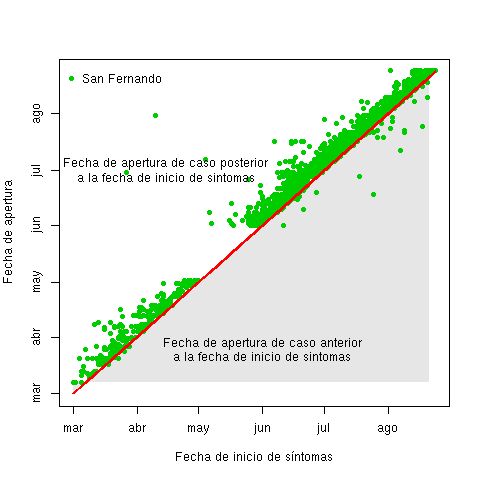 San Fernando
Fecha de apertura de caso posterior
a la fecha de inicio de sintomas
Fecha de apertura de caso anterior
a la fecha de inicio de sintomas
Fecha de apertura
mar
abr
may
jun
jul
ago
mar abr may jun jul ago
Fecha de inicio de síntomas